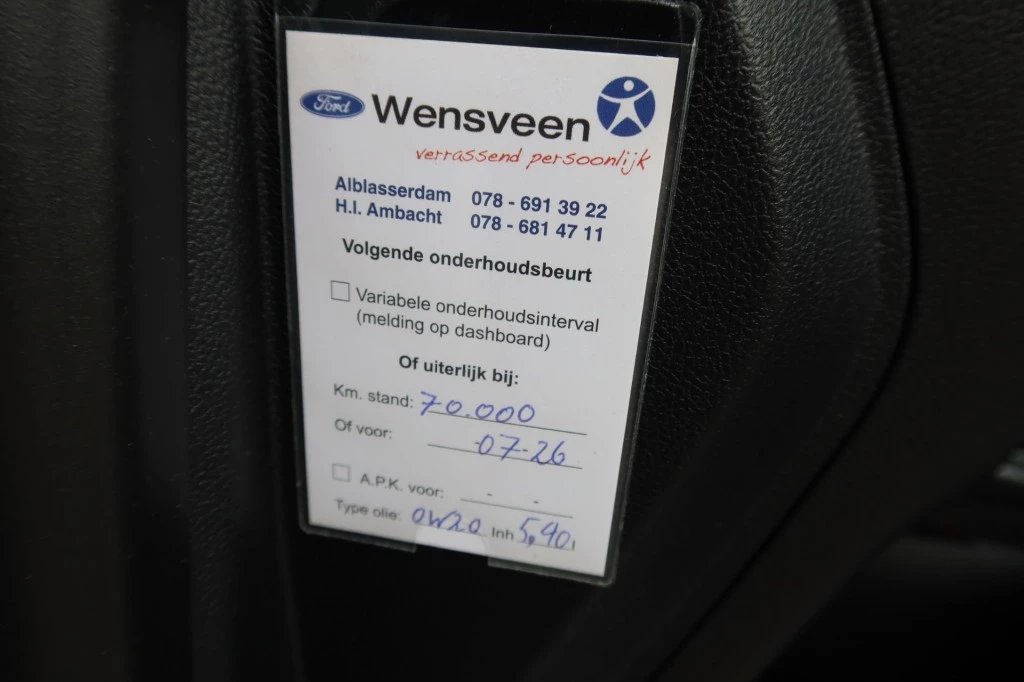 Ford Wensveen
verrassend persoonlijk
Alblasserdam 078 - 691 39 22
H.I. Ambacht 078 - 681 47 11
Volgende onderhoudsbeurt
Variabele onderhoudsinterval
(melding op dashboard)
Of uiterlijk bij:
Km. stand: 70.000
Of voor: 07-26
A.P.K. voor: - -
Type olie: 0W20 Inh 5,40 l